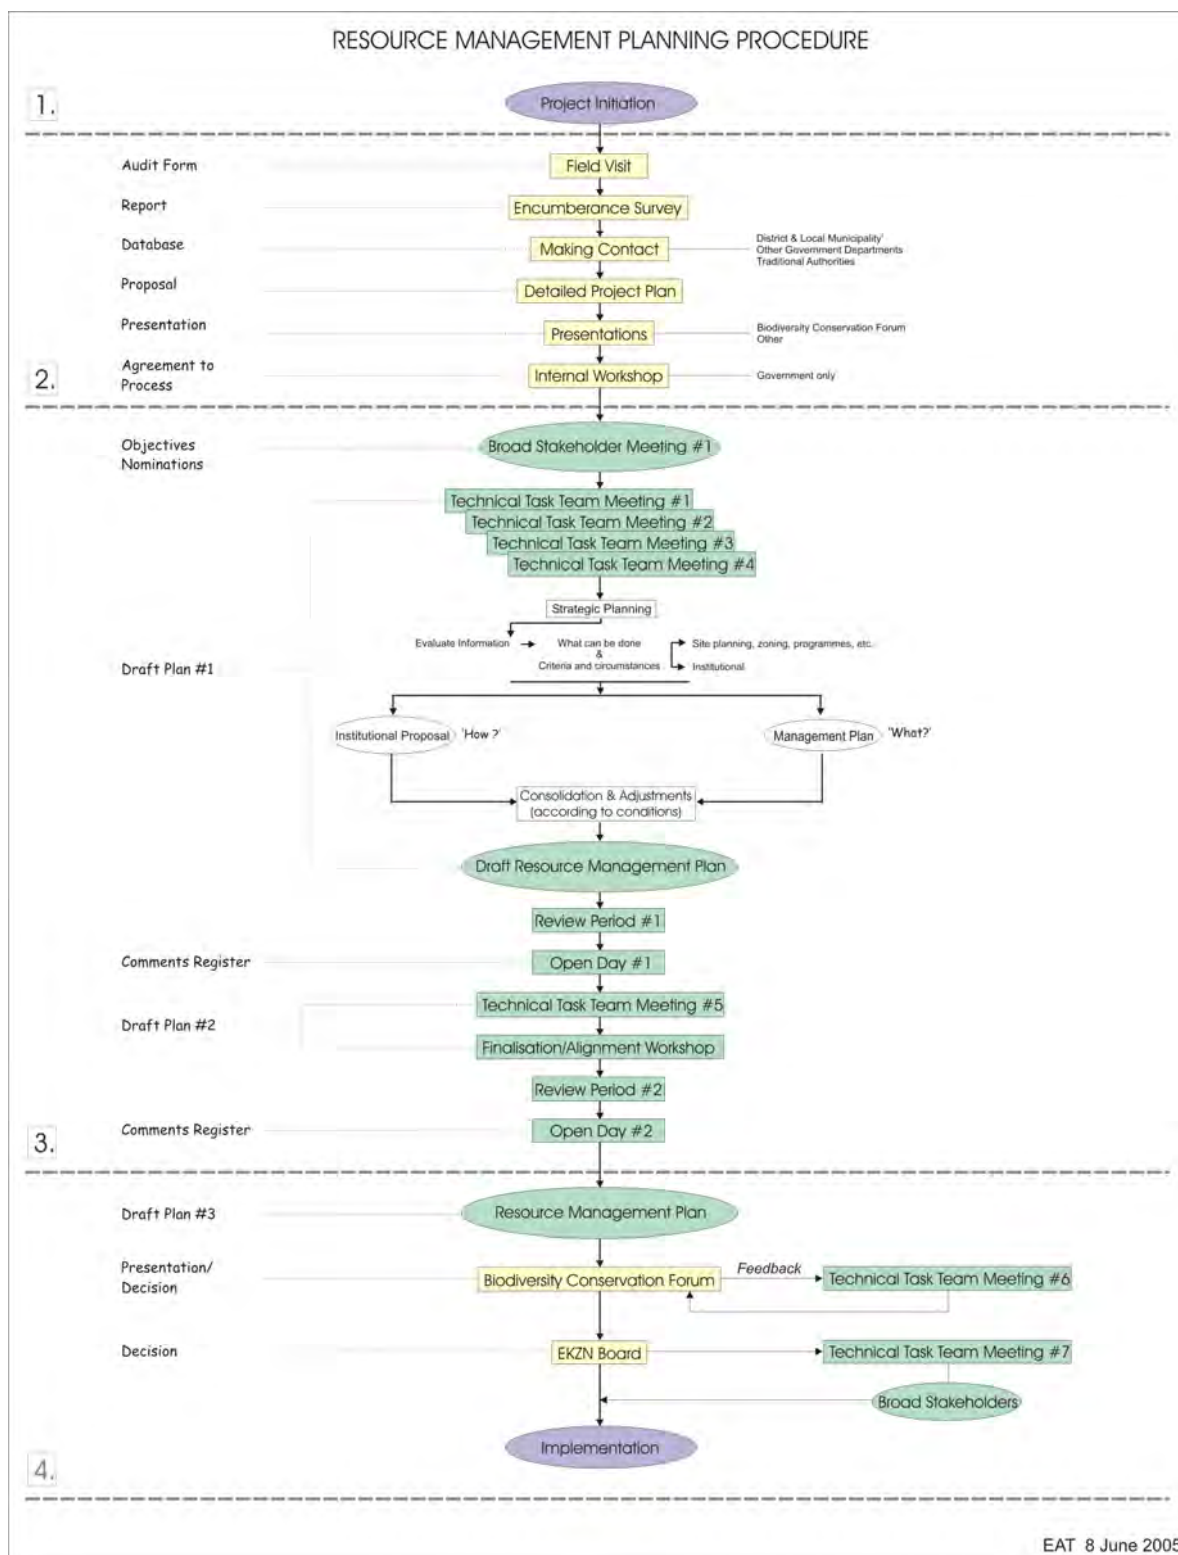 RESOURCE MANAGEMENT PLANNING PROCEDURE
1.
Project Initiation
Audit Form
Field Visit
Report
Encumberance Survey
Database
Making Contact
District & Local Municipality'
Other Government Departments
Traditional Authorities
Proposal
Detailed Project Plan
Presentation
Presentations
Biodiversity Conservation Forum
Other
2.
Agreement to
Process
Internal Workshop
Government only
Objectives
Nominations
Broad Stakeholder Meeting #1
Technical Task Team Meeting #1
Technical Task Team Meeting #2
Technical Task Team Meeting #3
Technical Task Team Meeting #4
Strategic Planning
Evaluate Information
What can be done
&
Criteria and circumstances
Site planning, zoning, programmes, etc.
Institutional
Draft Plan #1
Institutional Proposal
'How ?'
Management Plan
'What?'
Consolidation & Adjustments
(according to conditions)
Draft Resource Management Plan
Review Period #1
Comments Register
Open Day #1
Technical Task Team Meeting #5
Draft Plan #2
Finalisation/Alignment Workshop
Review Period #2
3.
Comments Register
Open Day #2
Draft Plan #3
Resource Management Plan
Presentation/
Decision
Biodiversity Conservation Forum
Feedback
Technical Task Team Meeting #6
Decision
EKZN Board
Technical Task Team Meeting #7
Broad Stakeholders
Implementation
4.
EAT 8 June 2005